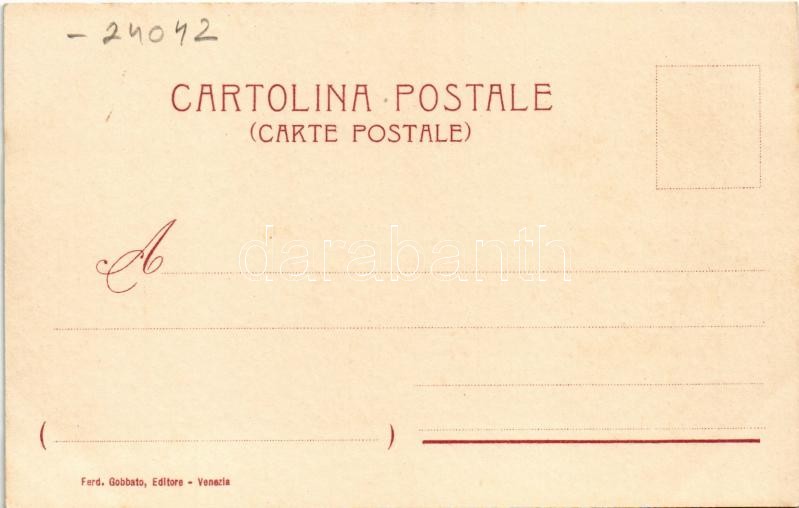 - 24042
CARTOLINA POSTALE
(CARTE POSTALE)
A
darabanth
( )
Ferd. Gobbato, Editore - Venezia